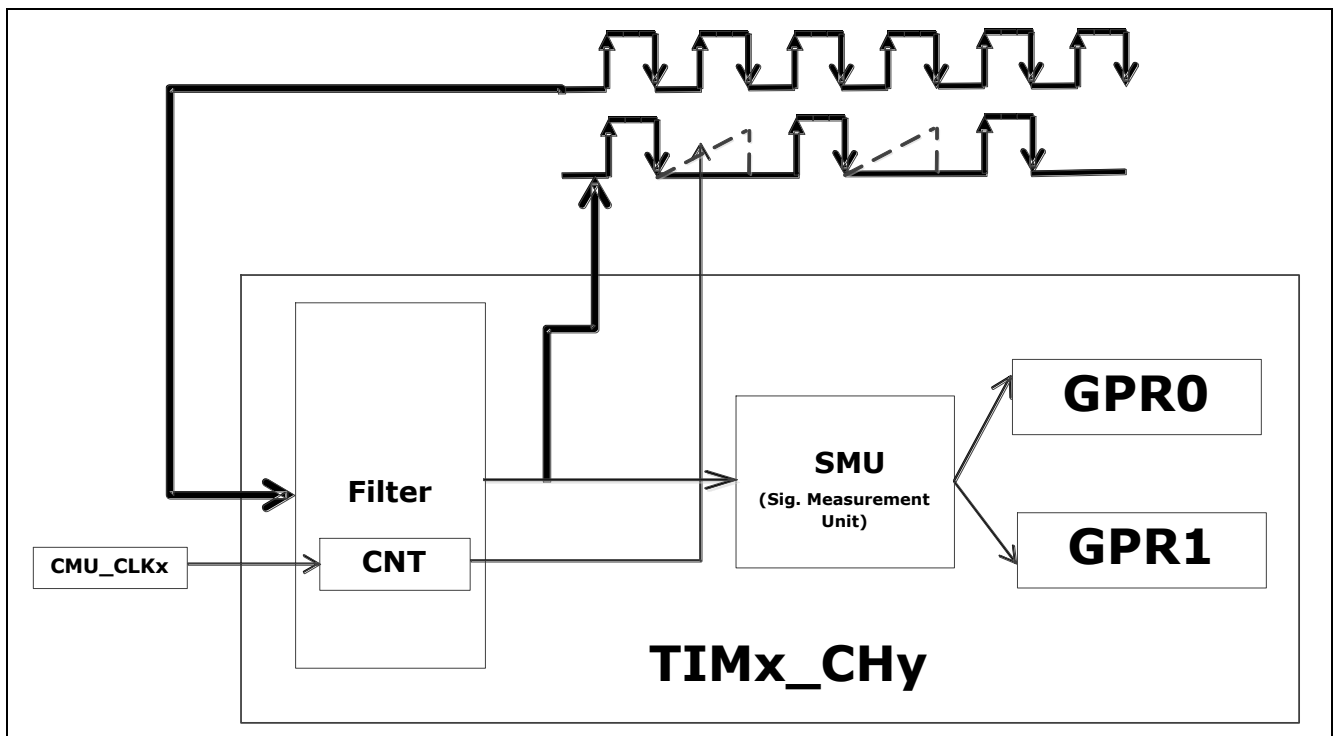 GPR0
SMU
(Sig. Measurement
Unit)
Filter
GPR1
CNT
CMU_CLKx
TIMx_CHy